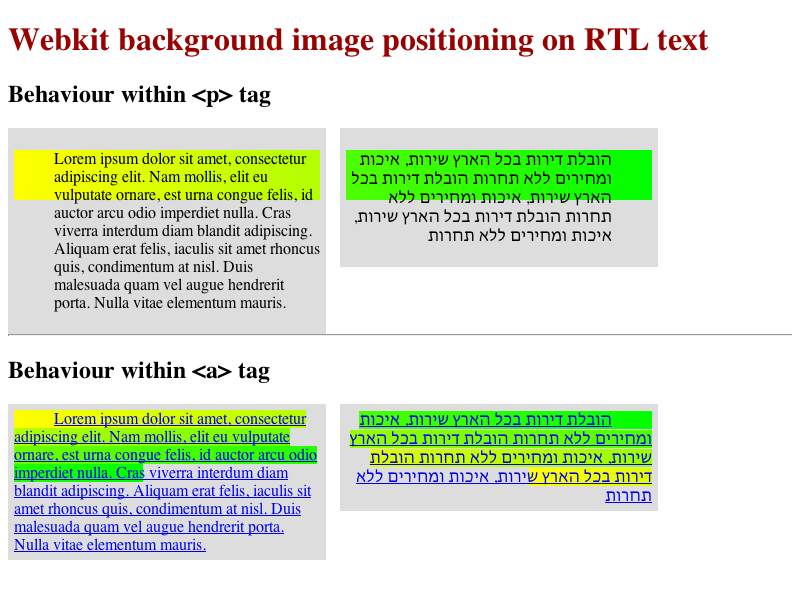 Webkit background image positioning on RTL text
Behaviour within <p> tag
Lorem ipsum dolor sit amet, consectetur
adipiscing elit. Nam mollis, elit eu
vulputate ornare, est urna congue felis, id
auctor arcu odio imperdiet nulla. Cras
viverra interdum diam blandit adipiscing.
Aliquam erat felis, iaculis sit amet rhoncus
quis, condimentum at nisl. Duis
malesuada quam vel augue hendrerit
porta. Nulla vitae elementum mauris.
הובלת דירות בכל הארץ שירות, איכות
ומחירים ללא תחרות הובלת דירות בכל
הארץ שירות, איכות ומחירים ללא
תחרות הובלת דירות בכל הארץ שירות,
איכות ומחירים ללא תחרות
Behaviour within <a> tag
Lorem ipsum dolor sit amet, consectetur
adipiscing elit. Nam mollis, elit eu vulputate
ornare, est urna congue felis, id auctor arcu odio
imperdiet nulla. Cras viverra interdum diam
blandit adipiscing. Aliquam erat felis, iaculis sit
amet rhoncus quis, condimentum at nisl. Duis
malesuada quam vel augue hendrerit porta.
Nulla vitae elementum mauris.
הובלת דירות בכל הארץ שירות, איכות
ומחירים ללא תחרות הובלת דירות בכל הארץ
שירות, איכות ומחירים ללא תחרות הובלת
דירות בכל הארץ שירות, איכות ומחירים ללא
תחרות